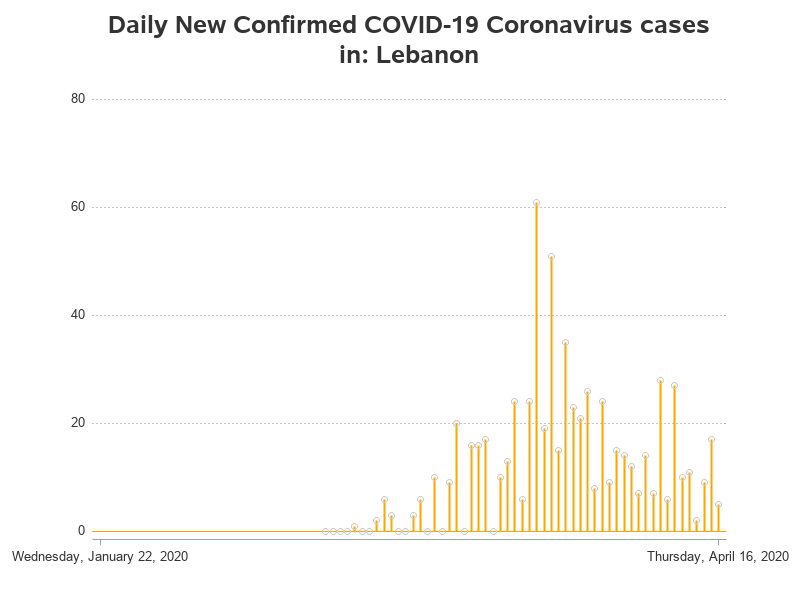 Daily New Confirmed COVID-19 Coronavirus cases
in: Lebanon
80
60
40
20
0
Wednesday, January 22, 2020
Thursday, April 16, 2020